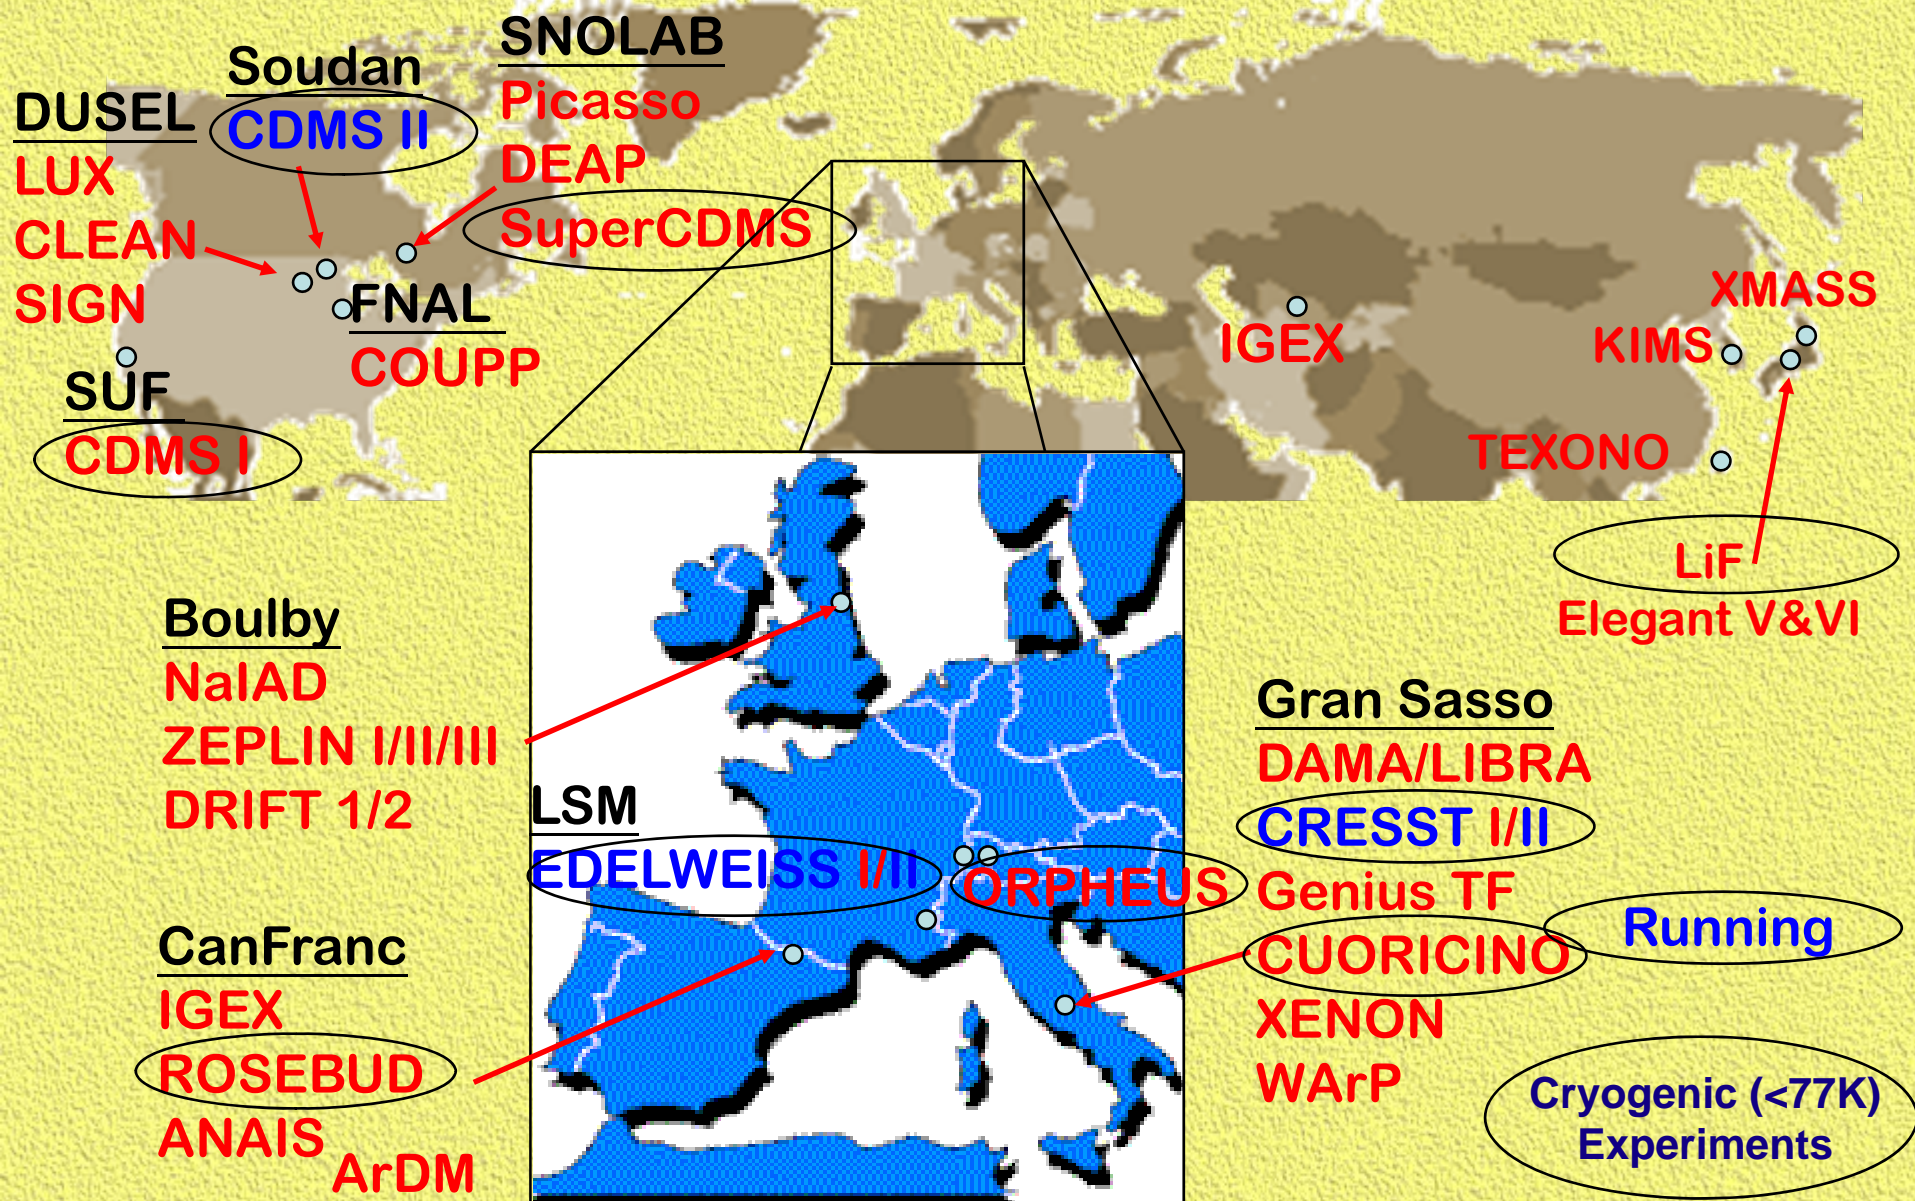 DUSEL
LUX
CLEAN
SIGN
Soudan
CDMS II
SNOLAB
Picasso
DEAP
SuperCDMS
FNAL
COUPP
SUF
CDMS I
IGEX
XMASS
KIMS
TEXONO
LiF
Elegant V&VI
Boulby
NaIAD
ZEPLIN I/II/III
DRIFT 1/2
LSM
EDELWEISS I/II
ORPHEUS
CanFranc
IGEX
ROSEBUD
ANAIS
ArDM
Gran Sasso
DAMA/LIBRA
CRESST I/II
Genius TF
CUORICINO
XENON
WArP
Running
Cryogenic (<77K)
Experiments